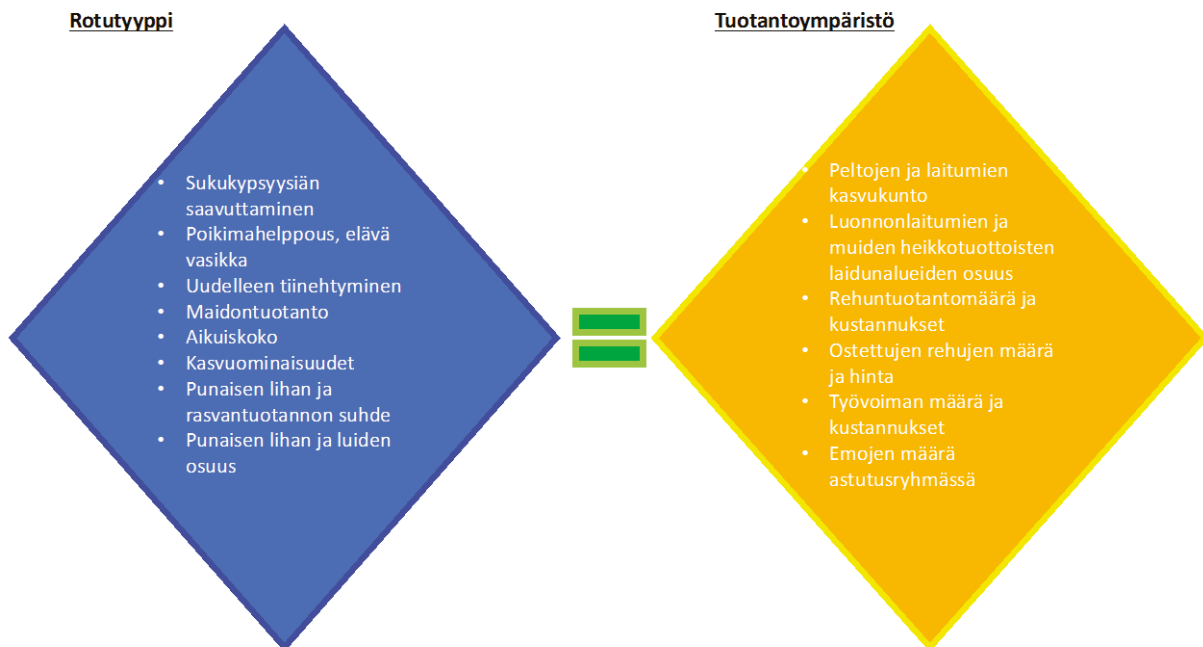 Rotutyyppi
• Sukukypsyysiän
saavuttaminen
• Poikimahelppous, elävä
vasikka
• Uudelleen tiinehtyminen
• Maidontuotanto
• Aikuiskoko
• Kasvuominaisuudet
• Punaisen lihan ja
rasvantuotannon suhde
• Punaisen lihan ja luiden
osuus
Tuotantoympäristö
• Peltojen ja laitumien
kasvukunto
• Luonnonlaitumien ja
muiden heikkotuottoisten
laidunalueiden osuus
• Rehuntuotantomäärä ja
kustannukset
• Ostettujen rehujen määrä
ja hinta
• Työvoiman määrä ja
kustannukset
• Emojen määrä
astutusryhmässä